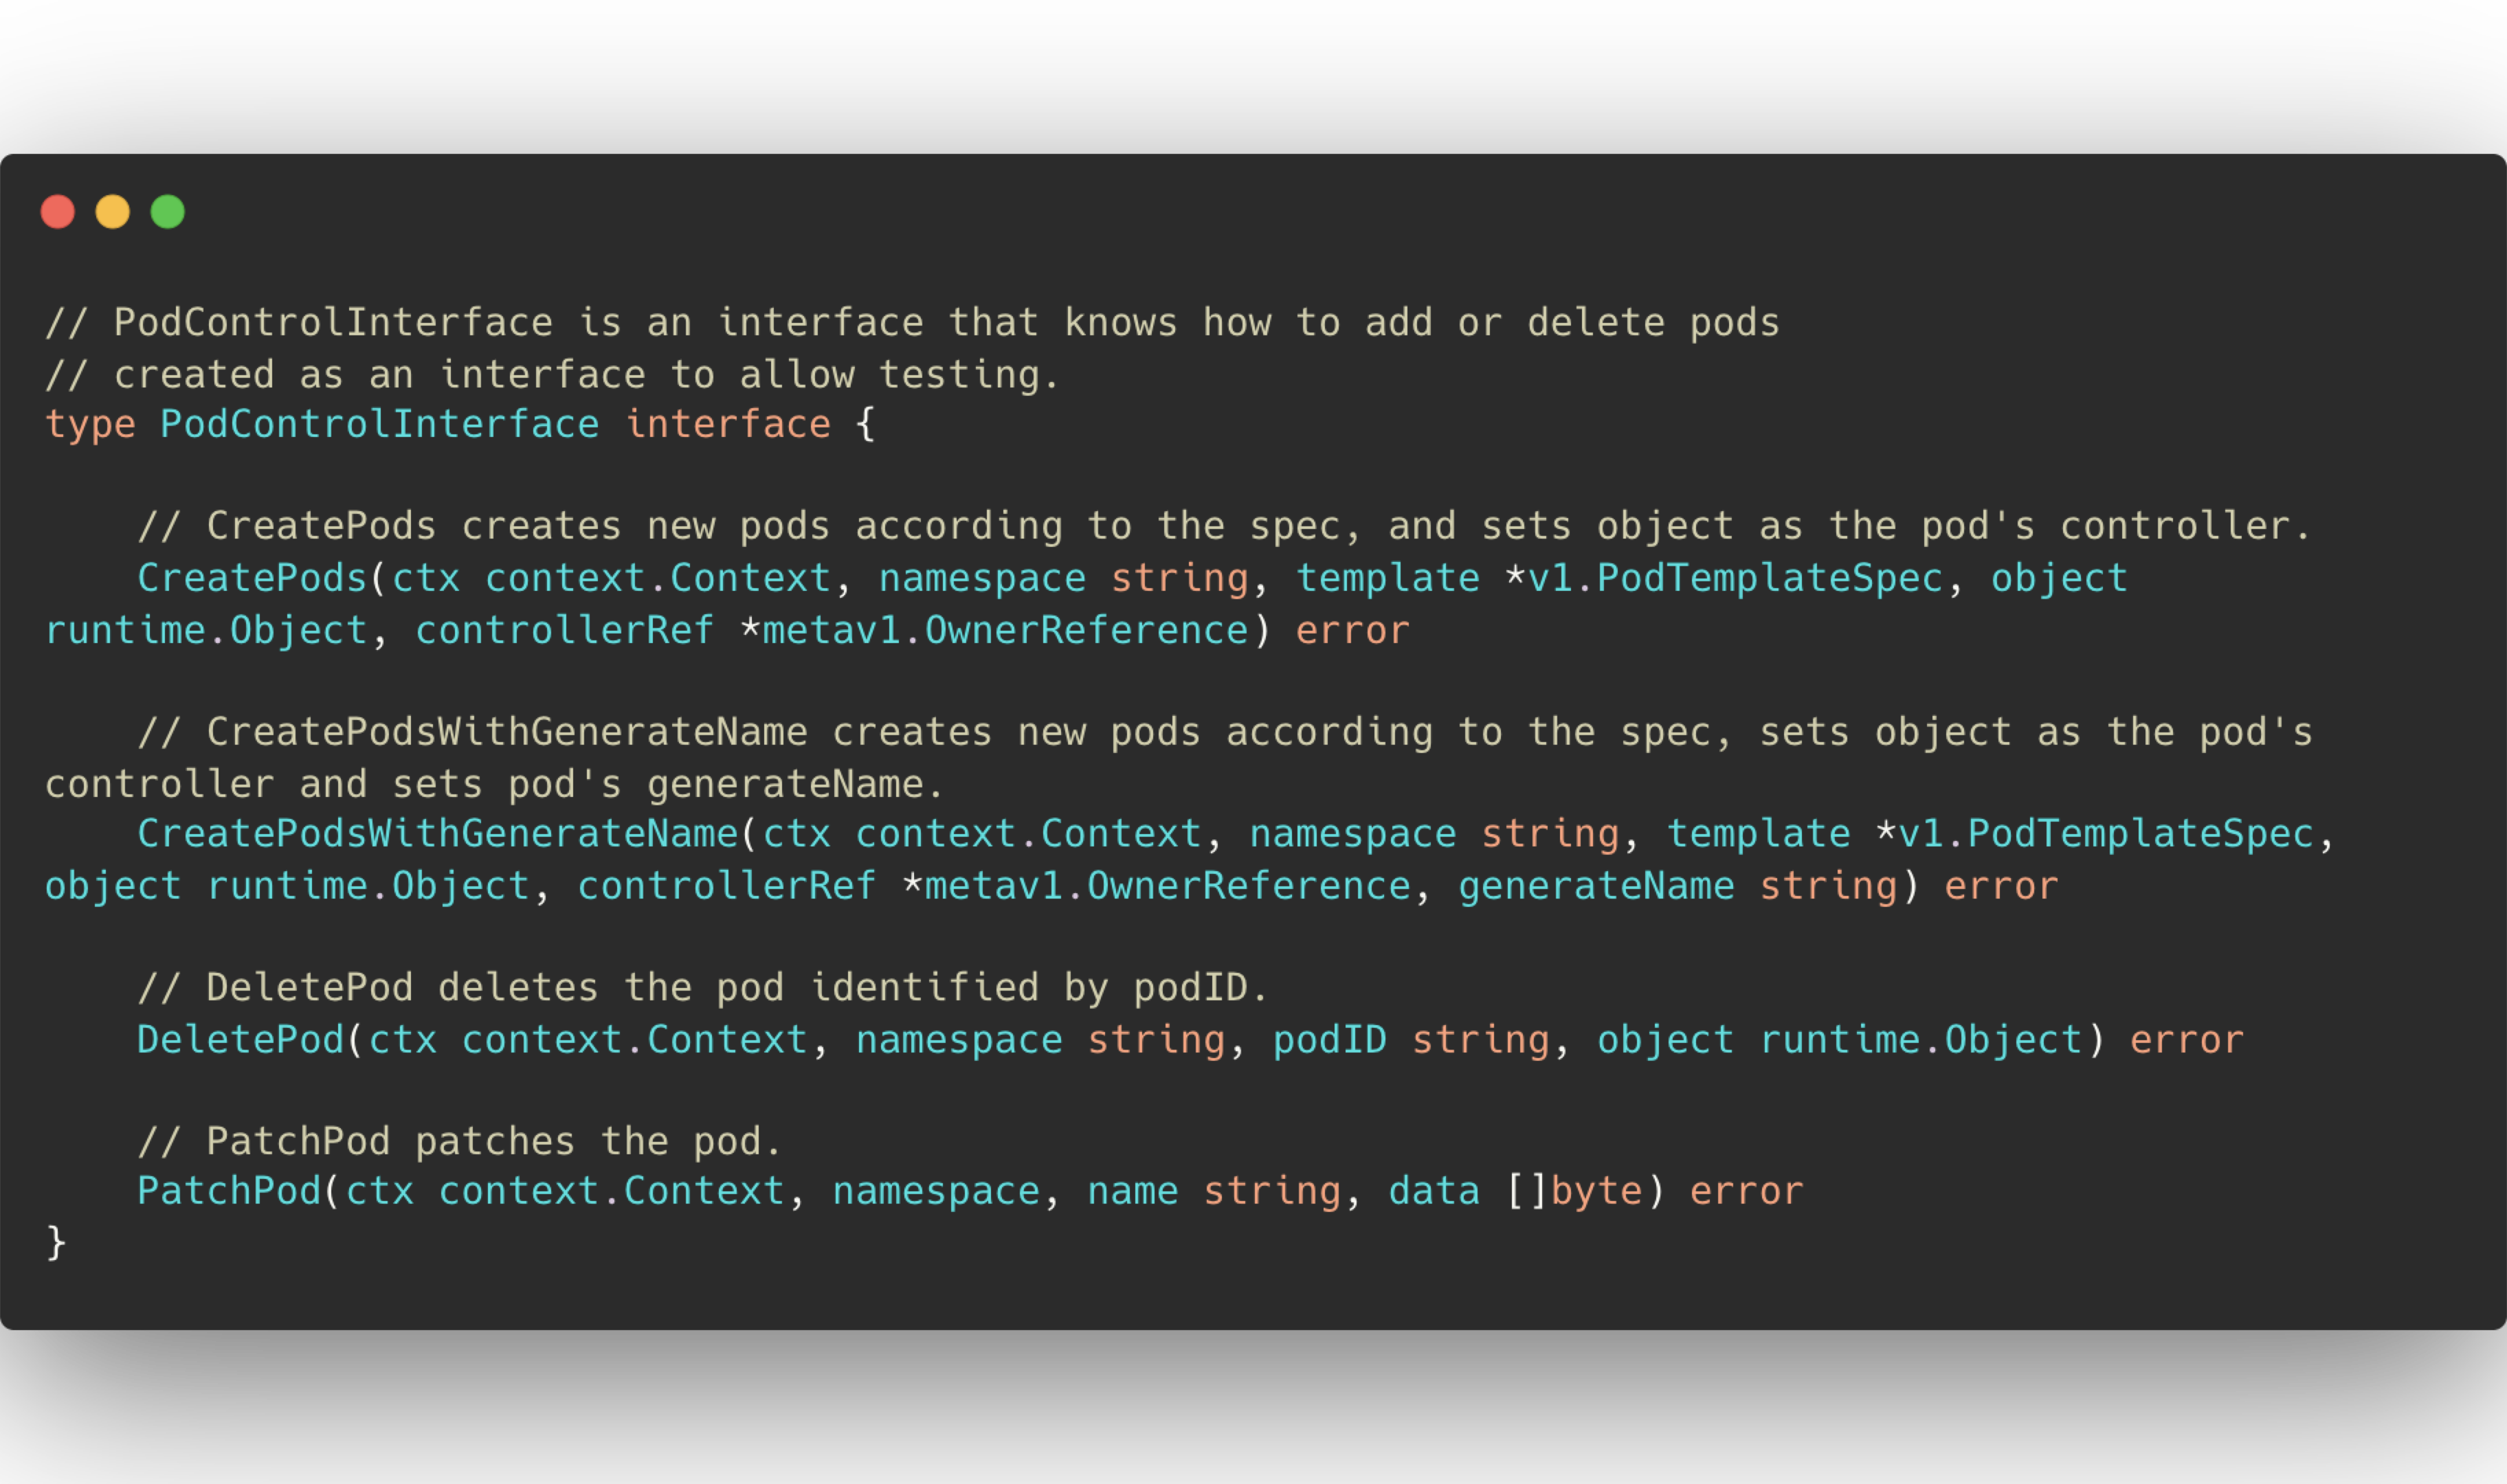 // PodControlInterface is an interface that knows how to add or delete pods
// created as an interface to allow testing.
type PodControlInterface interface {
    // CreatePods creates new pods according to the spec, and sets object as the pod's controller.
    CreatePods(ctx context.Context, namespace string, template *v1.PodTemplateSpec, object
runtime.Object, controllerRef *metav1.OwnerReference) error
    // CreatePodsWithGenerateName creates new pods according to the spec, sets object as the pod's
controller and sets pod's generateName.
    CreatePodsWithGenerateName(ctx context.Context, namespace string, template *v1.PodTemplateSpec,
object runtime.Object, controllerRef *metav1.OwnerReference, generateName string) error
    // DeletePod deletes the pod identified by podID.
    DeletePod(ctx context.Context, namespace string, podID string, object runtime.Object) error
    // PatchPod patches the pod.
    PatchPod(ctx context.Context, namespace, name string, data []byte) error
}